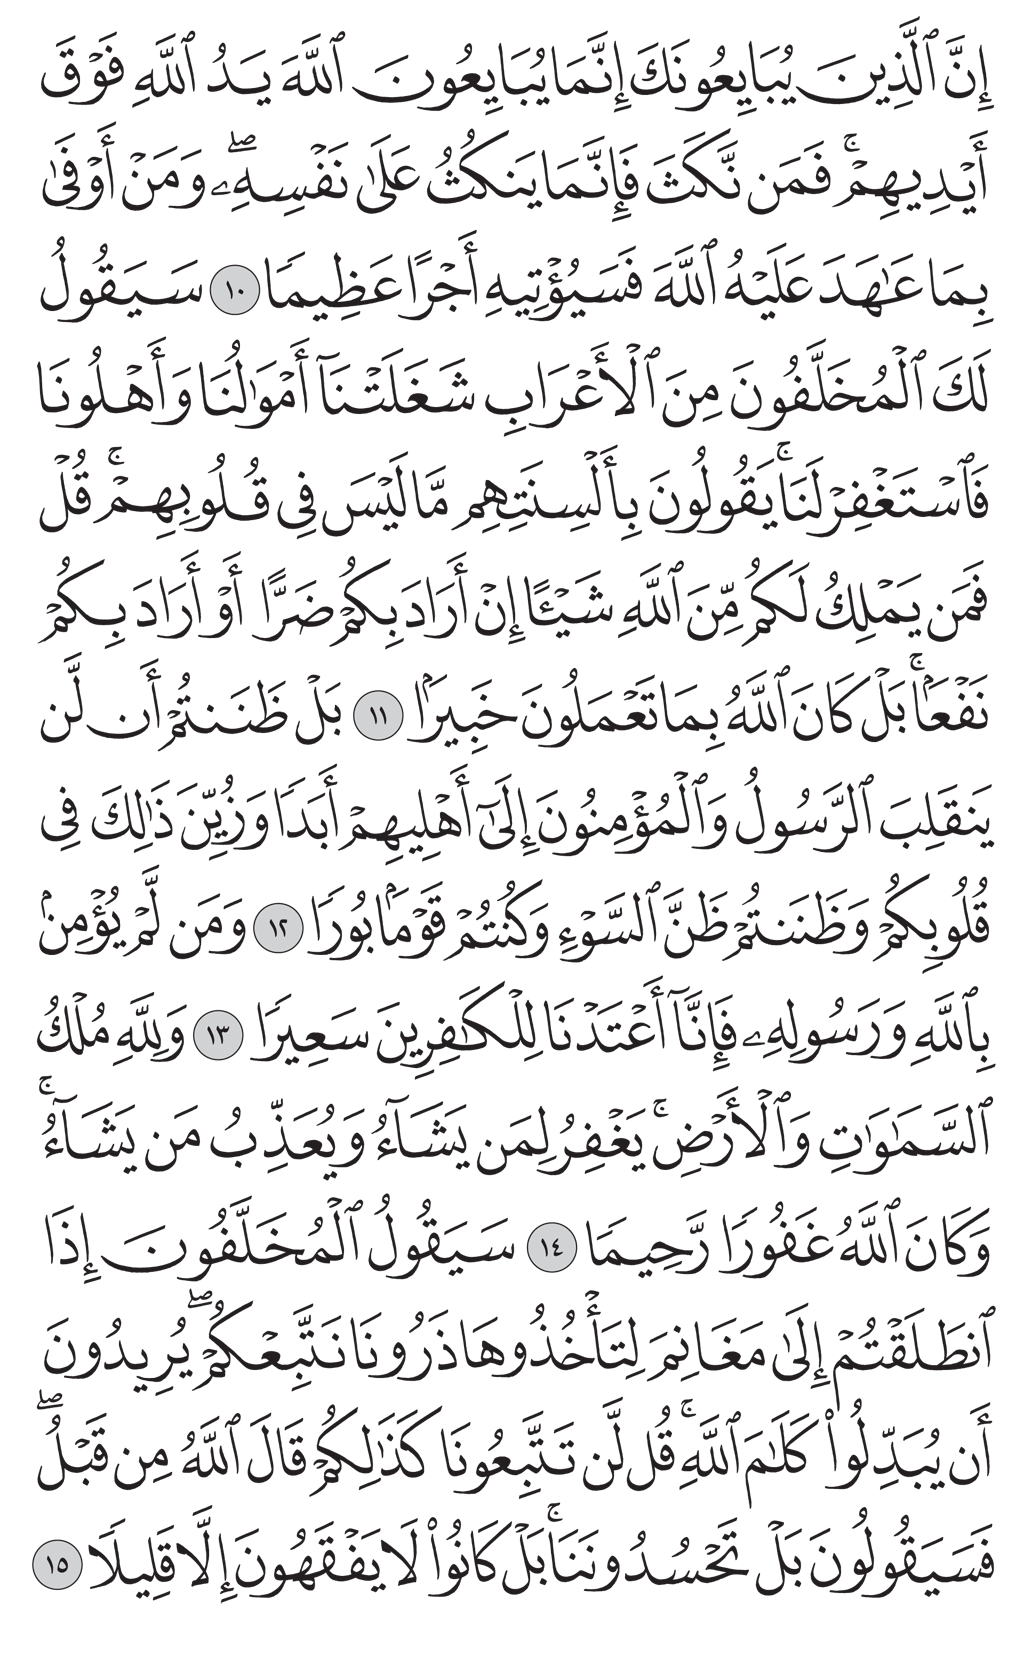 إِنَّ ٱلَّذِينَ يُبَايِعُونَكَ إِنَّمَا يُبَايِعُونَ ٱللَّهَ يَدُ ٱللَّهِ فَوْقَ
أَيْدِيهِمْۚ فَمَن نَّكَثَ فَإِنَّمَا يَنكُثُ عَلَىٰ نَفْسِهِۦۖ وَمَنْ أَوْفَىٰ
بِمَا عَٰهَدَ عَلَيْهُ ٱللَّهَ فَسَيُؤْتِيهِ أَجْرًا عَظِيمًا ١٠ سَيَقُولُ
لَكَ ٱلْمُخَلَّفُونَ مِنَ ٱلْأَعْرَابِ شَغَلَتْنَآ أَمْوَٰلُنَا وَأَهْلُونَا
فَٱسْتَغْفِرْ لَنَاۚ يَقُولُونَ بِأَلْسِنَتِهِم مَّا لَيْسَ فِى قُلُوبِهِمْۚ قُلْ
فَمَن يَمْلِكُ لَكُم مِّنَ ٱللَّهِ شَيْـًٔا إِنْ أَرَادَ بِكُمْ ضَرًّا أَوْ أَرَادَ بِكُمْ
نَفْعًۢاۚ بَلْ كَانَ ٱللَّهُ بِمَا تَعْمَلُونَ خَبِيرًۢا ١١ بَلْ ظَنَنتُمْ أَن لَّن
يَنقَلِبَ ٱلرَّسُولُ وَٱلْمُؤْمِنُونَ إِلَىٰٓ أَهْلِيهِمْ أَبَدًا وَزُيِّنَ ذَٰلِكَ فِى
قُلُوبِكُمْ وَظَنَنتُمْ ظَنَّ ٱلسَّوْءِ وَكُنتُمْ قَوْمًۢا بُورًا ١٢ وَمَن لَّمْ يُؤْمِنۢ
بِٱللَّهِ وَرَسُولِهِۦ فَإِنَّآ أَعْتَدْنَا لِلْكَٰفِرِينَ سَعِيرًا ١٣ وَلِلَّهِ مُلْكُ
ٱلسَّمَٰوَٰتِ وَٱلْأَرْضِۚ يَغْفِرُ لِمَن يَشَآءُ وَيُعَذِّبُ مَن يَشَآءُۚ
وَكَانَ ٱللَّهُ غَفُورًا رَّحِيمًا ١٤ سَيَقُولُ ٱلْمُخَلَّفُونَ إِذَا
ٱنطَلَقْتُمْ إِلَىٰ مَغَانِمَ لِتَأْخُذُوهَا ذَرُونَا نَتَّبِعْكُمْۖ يُرِيدُونَ
أَن يُبَدِّلُوا۟ كَلَٰمَ ٱللَّهِۚ قُل لَّن تَتَّبِعُونَا كَذَٰلِكُمْ قَالَ ٱللَّهُ مِن قَبْلُۖ
فَسَيَقُولُونَ بَلْ تَحْسُدُونَنَاۚ بَلْ كَانُوا۟ لَا يَفْقَهُونَ إِلَّا قَلِيلًا ١٥